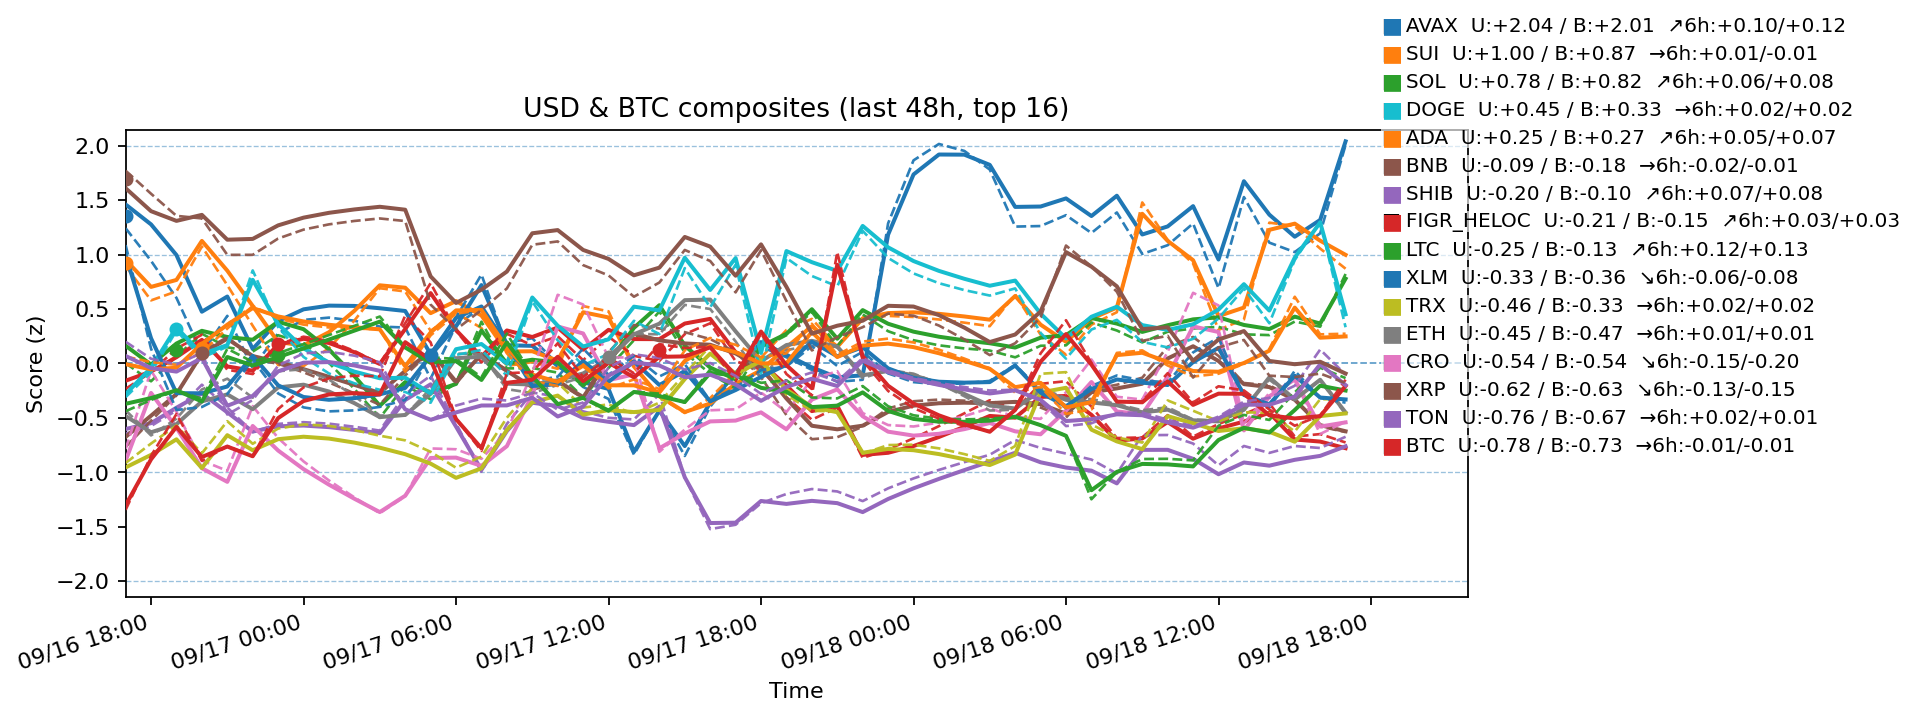 AVAX  U:+2.04 / B:+2.01  ↗6h:+0.10/+0.12
SUI  U:+1.00 / B:+0.87  →6h:+0.01/-0.01
SOL  U:+0.78 / B:+0.82  ↗6h:+0.06/+0.08
DOGE  U:+0.45 / B:+0.33  →6h:+0.02/+0.02
ADA  U:+0.25 / B:+0.27  ↗6h:+0.05/+0.07
BNB  U:-0.09 / B:-0.18  →6h:-0.02/-0.01
SHIB  U:-0.20 / B:-0.10  ↗6h:+0.07/+0.08
FIGR_HELOC  U:-0.21 / B:-0.15  ↗6h:+0.03/+0.03
LTC  U:-0.25 / B:-0.13  ↗6h:+0.12/+0.13
XLM  U:-0.33 / B:-0.36  ↘6h:-0.06/-0.08
TRX  U:-0.46 / B:-0.33  →6h:+0.02/+0.02
ETH  U:-0.45 / B:-0.47  →6h:+0.01/+0.01
CRO  U:-0.54 / B:-0.54  ↘6h:-0.15/-0.20
XRP  U:-0.62 / B:-0.63  ↘6h:-0.13/-0.15
TON  U:-0.76 / B:-0.67  →6h:+0.02/+0.01
BTC  U:-0.78 / B:-0.73  →6h:-0.01/-0.01
USD & BTC composites (last 48h, top 16)
Score (z)
2.0
1.5
1.0
0.5
0.0
−0.5
−1.0
−1.5
−2.0
09/16 18:00
09/17 00:00
09/17 06:00
09/17 12:00
09/17 18:00
09/18 00:00
09/18 06:00
09/18 12:00
09/18 18:00
Time